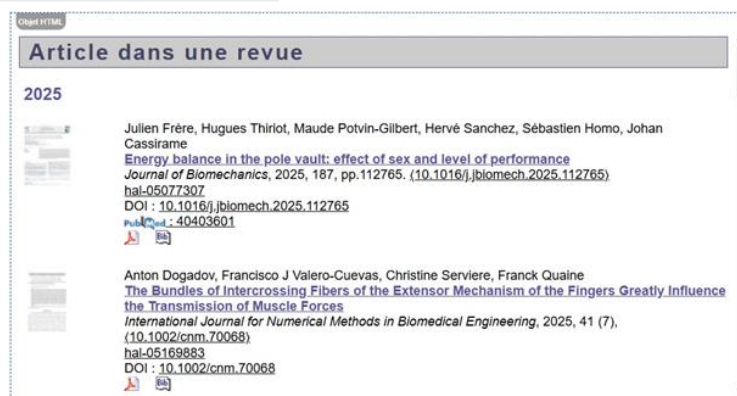 Objet HTML
Article dans une revue
2025
Julien Frère, Hugues Thiriot, Maude Potvin-Gilbert, Hervé Sanchez, Sébastien Homo, Johan
Cassirame
Energy balance in the pole vault: effect of sex and level of performance
Journal of Biomechanics, 2025, 187, pp.112765. ⟨10.1016/j.jbiomech.2025.112765⟩
hal-05077307
DOI : 10.1016/j.jbiomech.2025.112765
PubMed : 40403601
Bib
Anton Dogadov, Francisco J Valero-Cuevas, Christine Serviere, Franck Quaine
The Bundles of Intercrossing Fibers of the Extensor Mechanism of the Fingers Greatly Influence
the Transmission of Muscle Forces
International Journal for Numerical Methods in Biomedical Engineering, 2025, 41 (7),
⟨10.1002/cnm.70068⟩
hal-05169883
DOI : 10.1002/cnm.70068
Bib